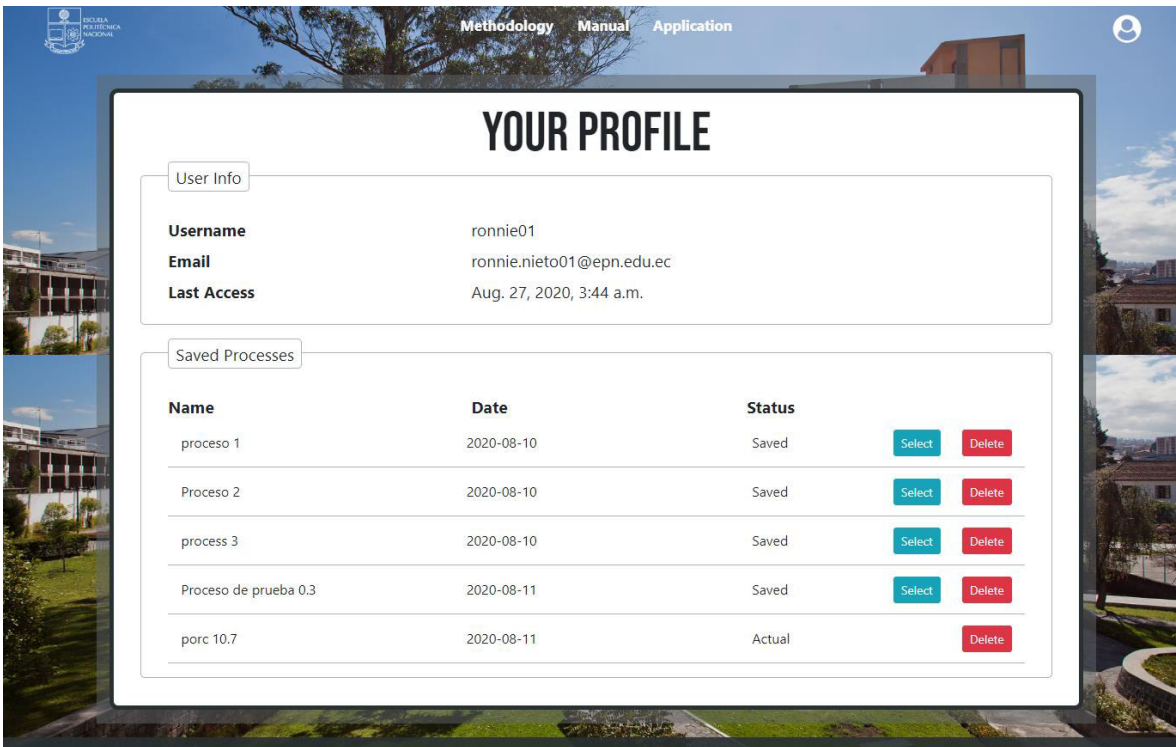 ESCUELA
POLITÉCNICA
NACIONAL
Methodology Manual Application
YOUR PROFILE
User Info
Username ronnie01
Email ronnie.nieto01@epn.edu.ec
Last Access Aug. 27, 2020, 3:44 a.m.
Saved Processes
Name Date Status
proceso 1 2020-08-10 Saved Select Delete
Proceso 2 2020-08-10 Saved Select Delete
process 3 2020-08-10 Saved Select Delete
Proceso de prueba 0.3 2020-08-11 Saved Select Delete
porc 10.7 2020-08-11 Actual Delete